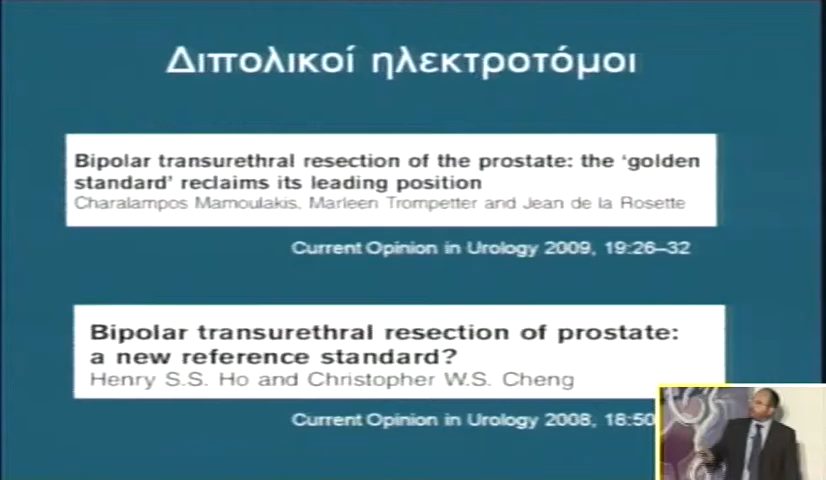 Διπολικοί ηλεκτροτόμοι
Bipolar transurethral resection of the prostate: the ‘golden
standard’ reclaims its leading position
Charalampos Mamoulakis, Marleen Trompetter and Jean de la Rosette
Current Opinion in Urology 2009, 19:26–32
Bipolar transurethral resection of prostate:
a new reference standard?
Henry S.S. Ho and Christopher W.S. Cheng
Current Opinion in Urology 2008, 18:50